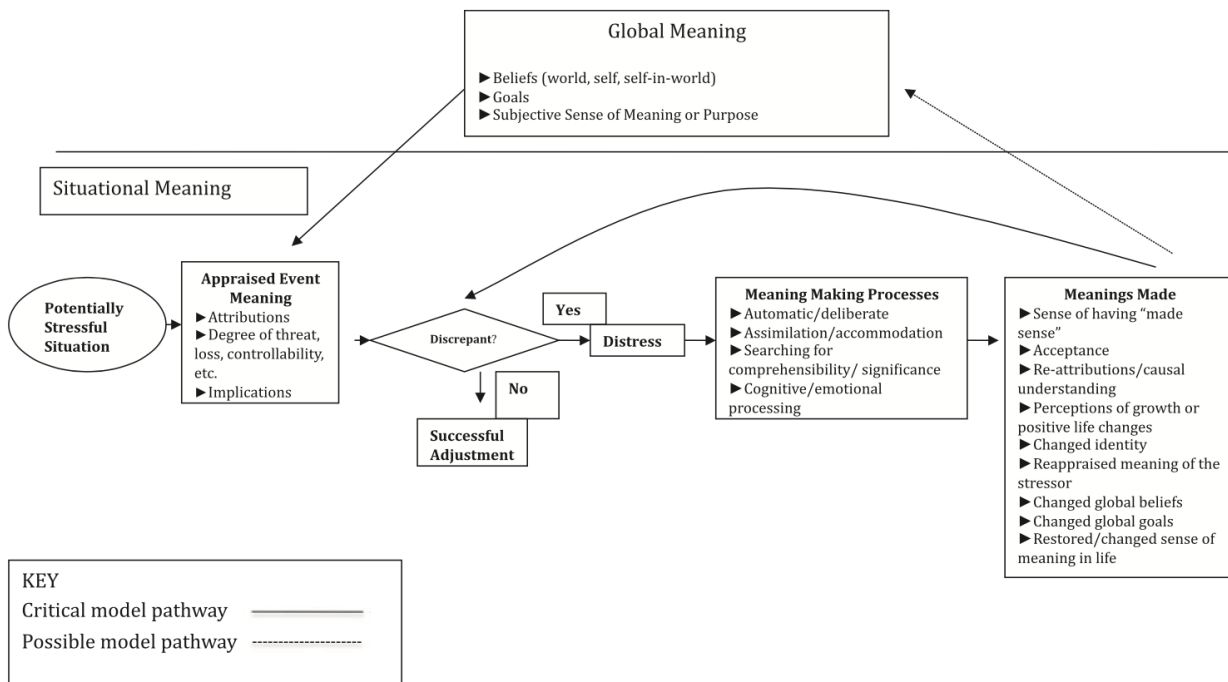 Global Meaning
►Beliefs (world, self, self-in-world)
►Goals
►Subjective Sense of Meaning or Purpose
Situational Meaning
Potentially
Stressful
Situation
Appraised Event
Meaning
►Attributions
►Degree of threat,
loss, controllability,
etc.
►Implications
Discrepant?
Yes
Distress
No
Successful
Adjustment
Meaning Making Processes
►Automatic/deliberate
►Assimilation/accommodation
►Searching for
comprehensibility/ significance
►Cognitive/emotional
processing
Meanings Made
►Sense of having “made
sense”
►Acceptance
►Re-attributions/causal
understanding
►Perceptions of growth or
positive life changes
►Changed identity
►Reappraised meaning of the
stressor
►Changed global beliefs
►Changed global goals
►Restored/changed sense of
meaning in life
KEY
Critical model pathway
Possible model pathway